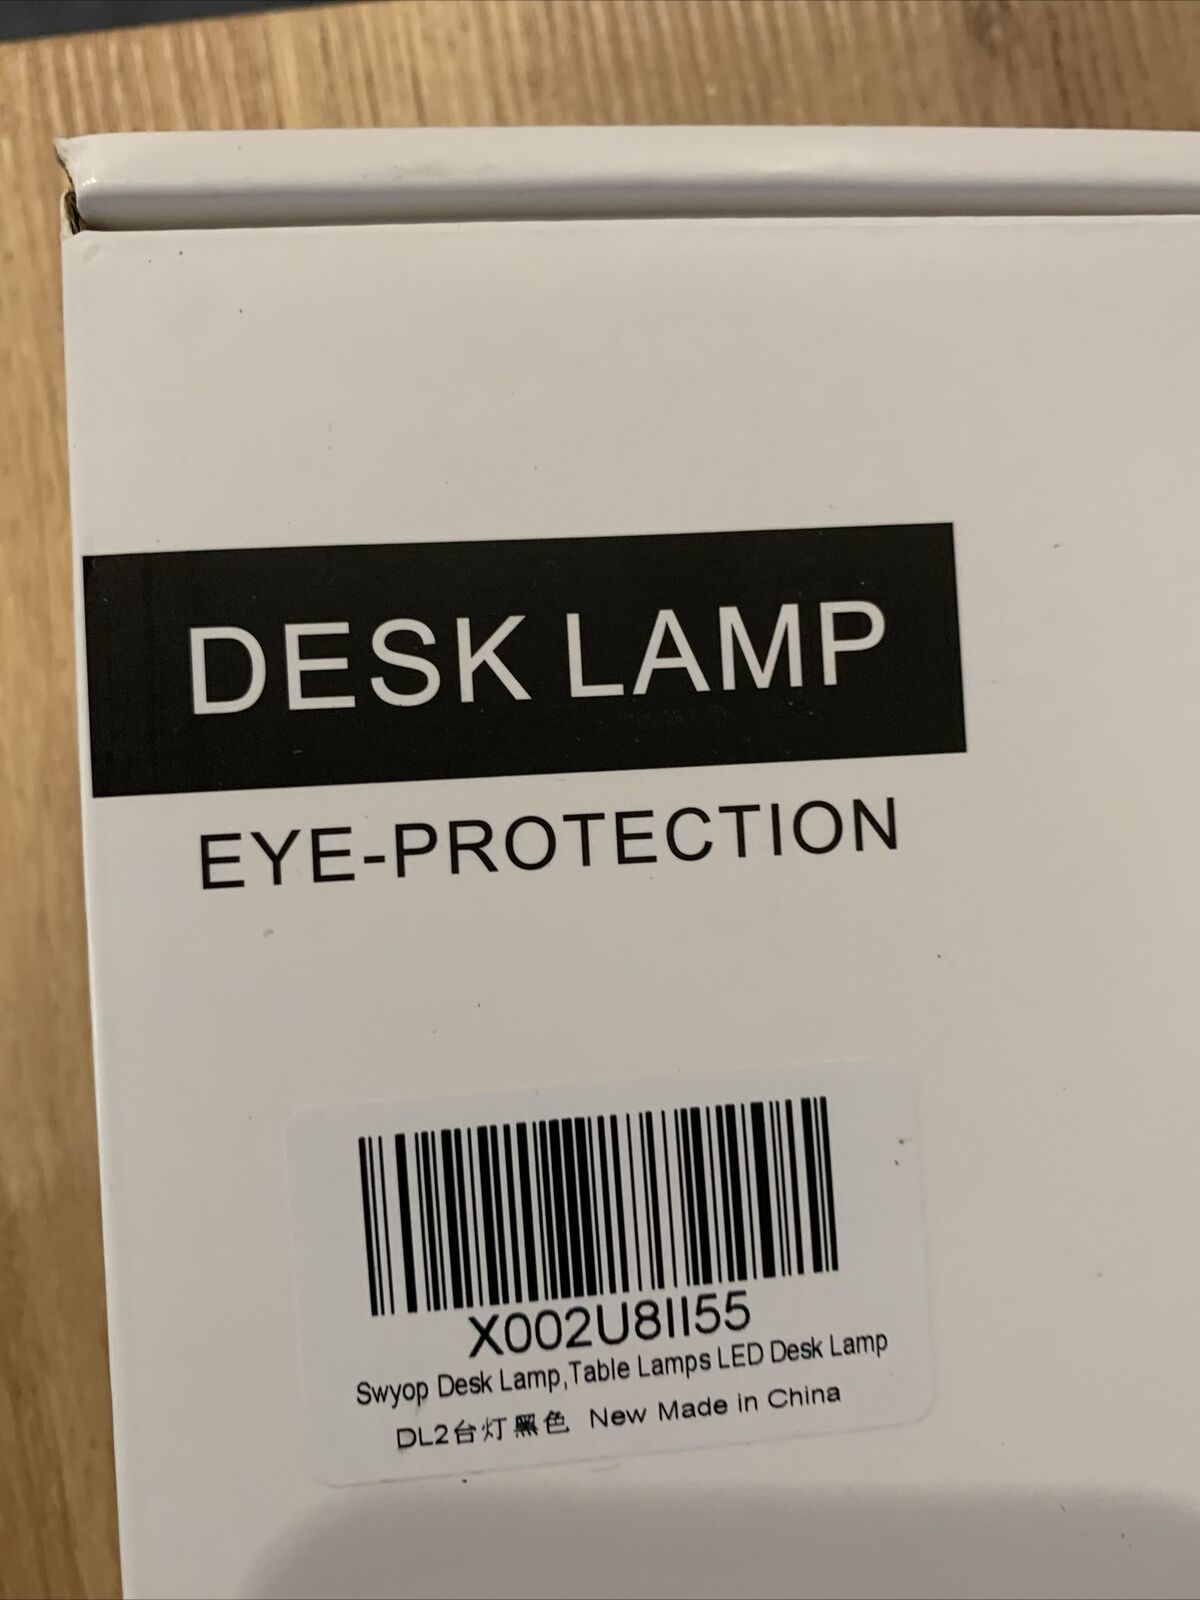 DESK LAMP
EYE-PROTECTION
X002U8II55
Swyop Desk Lamp,Table Lamps LED Desk Lamp
DL2台灯黑色 New Made in China